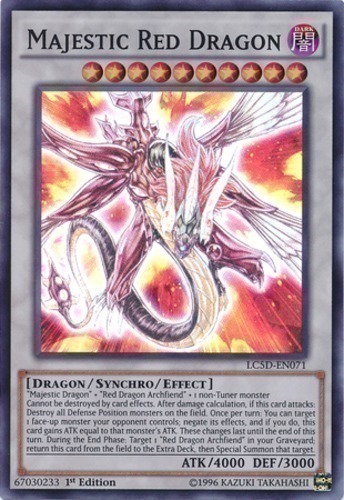 MAJESTIC RED DRAGON
DARK
闇
LC5D-EN071
[DRAGON/SYNCHRO/EFFECT]
"Majestic Dragon" + "Red Dragon Archfiend" + 1 non-Tuner monster
Cannot be destroyed by card effects. After damage calculation, if this card attacks:
Destroy all Defense Position monsters on the field. Once per turn: You can target
1 face-up monster your opponent controls; negate its effects, and if you do, this
card gains ATK equal to that monster's ATK. These changes last until the end of this
turn. During the End Phase: Target 1 "Red Dragon Archfiend" in your Graveyard;
return this card from the field to the Extra Deck, then Special Summon that target.
ATK/4000 DEF/3000
67030233 1st Edition ©1996 KAZUKI TAKAHASHI